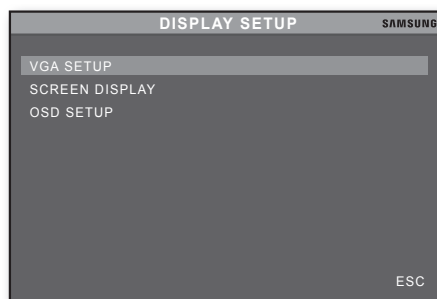 DISPLAY SETUP SAMSUNG
VGA SETUP
SCREEN DISPLAY
OSD SETUP
ESC